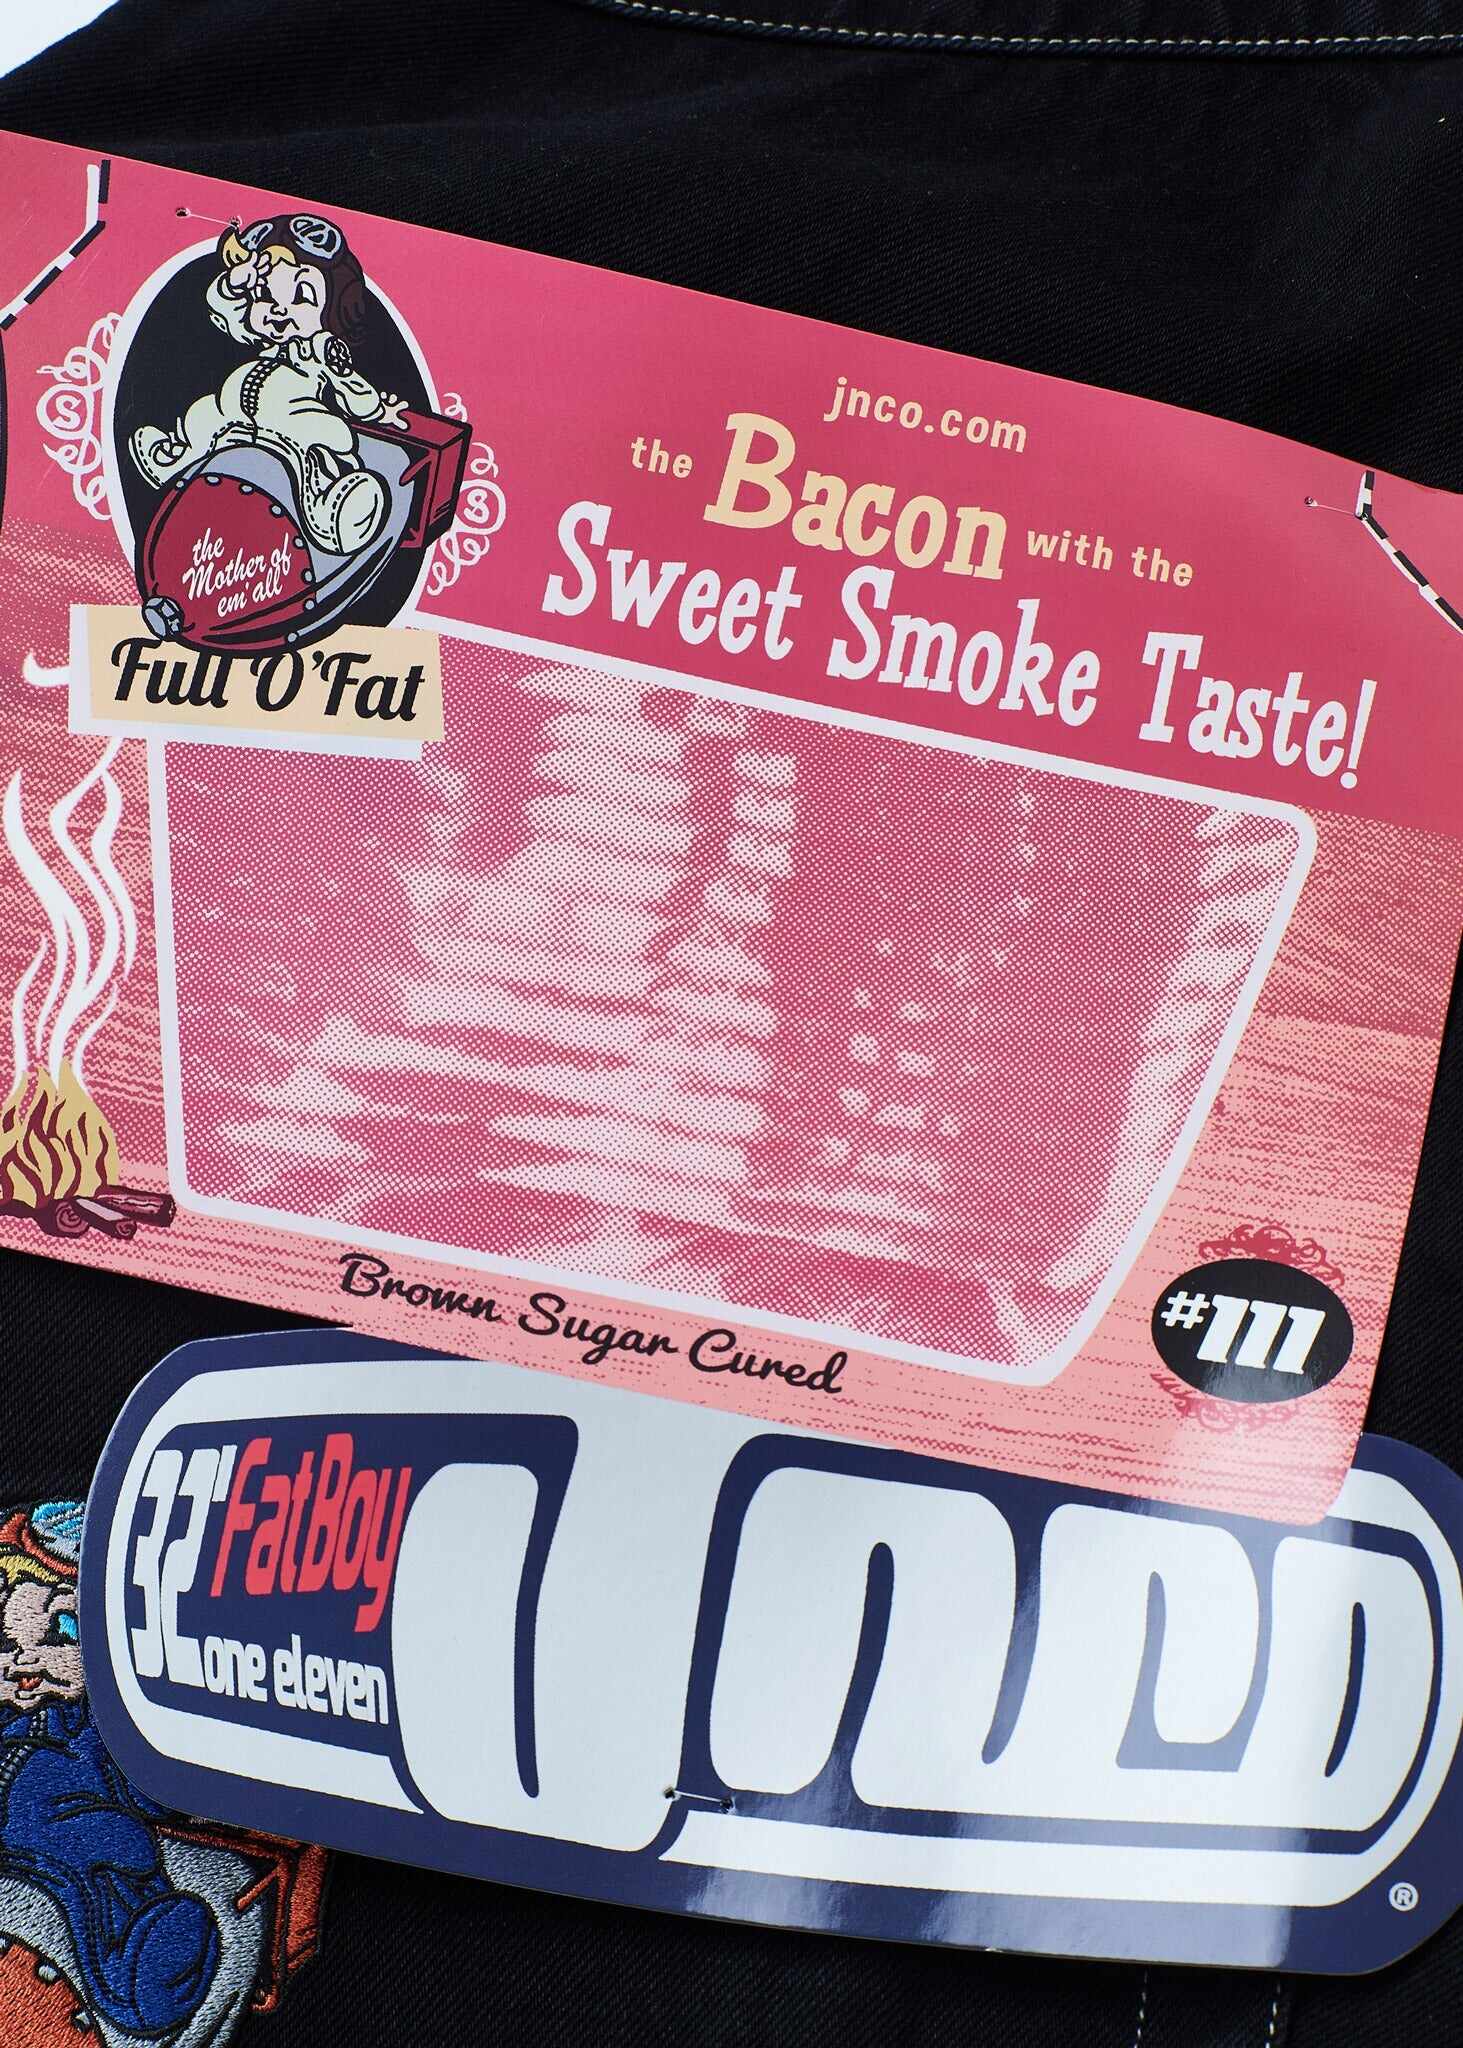 jnco.com
the Bacon with the
Sweet Smoke Taste!
S
S
the
Mother of
em' all
Full O'Fat
Brown Sugar Cured
#111
32" FatBoy
one eleven
JNCO
®